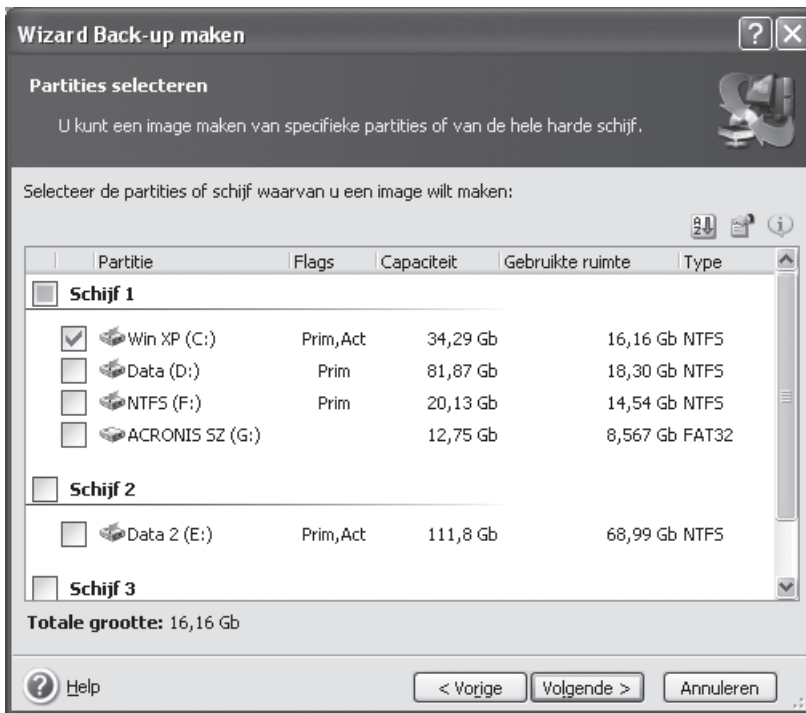 Wizard Back-up maken
Partities selecteren
U kunt een image maken van specifieke partities of van de hele harde schijf.
Selecteer de partities of schijf waarvan u een image wilt maken:
Partitie Flags Capaciteit Gebruikte ruimte Type
Schijf 1
Win XP (C:) Prim,Act 34,29 Gb 16,16 Gb NTFS
Data (D:) Prim 81,87 Gb 18,30 Gb NTFS
NTFS (F:) Prim 20,13 Gb 14,54 Gb NTFS
ACRONIS SZ (G:) 12,75 Gb 8,567 Gb FAT32
Schijf 2
Data 2 (E:) Prim,Act 111,8 Gb 68,99 Gb NTFS
Schijf 3
Totale grootte: 16,16 Gb
Help < Vorige Volgende > Annuleren